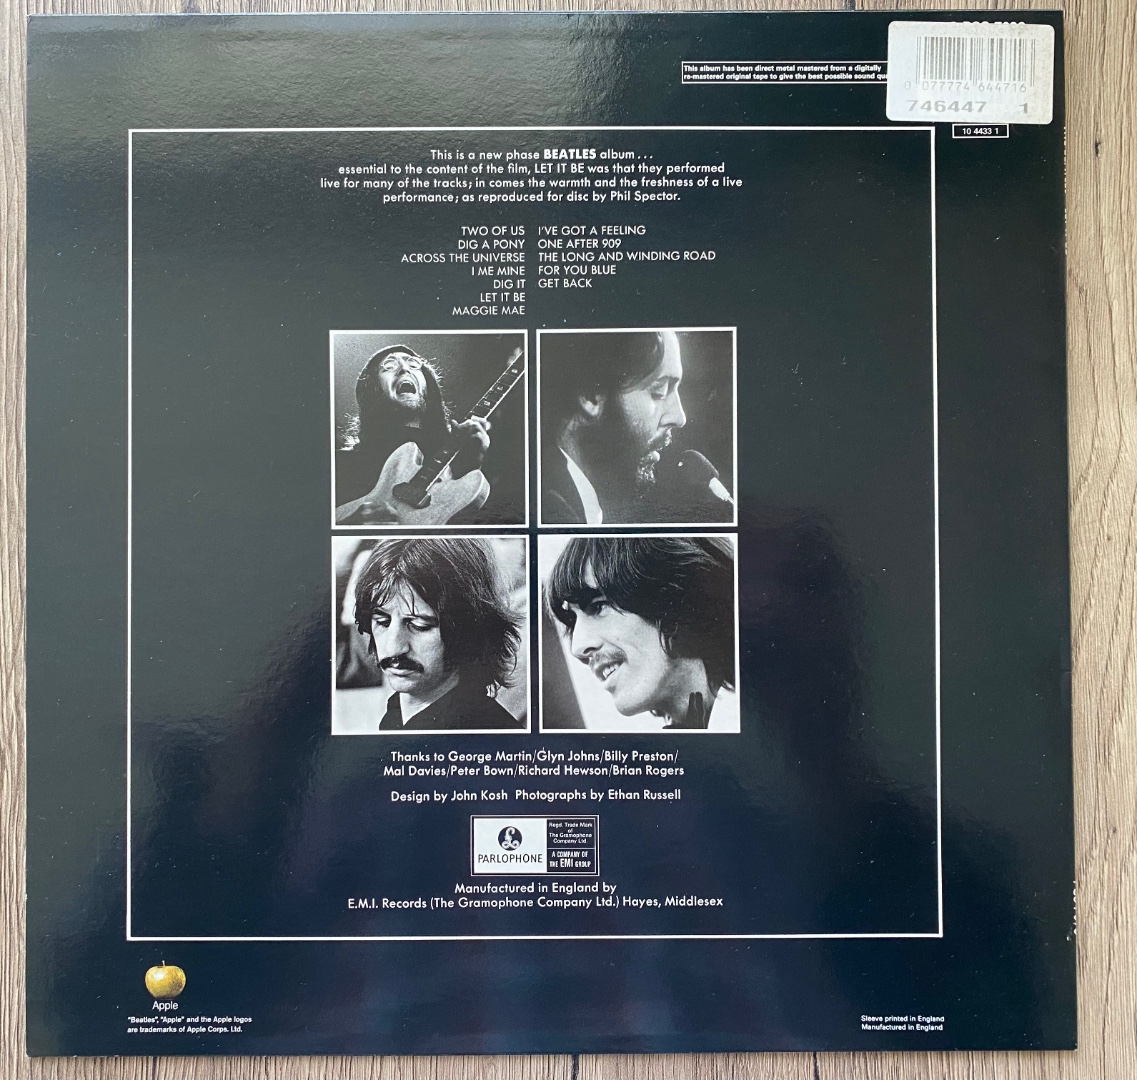 This album has been direct metal mastered from a digitally
re-mastered original tape to give the best possible sound
0 077774 644716
746447 1
10 4433 1
This is a new phase BEATLES album...
essential to the content of the film, LET IT BE was that they performed
live for many of the tracks; in comes the warmth and the freshness of a live
performance; as reproduced for disc by Phil Spector.
TWO OF US
DIG A PONY
ACROSS THE UNIVERSE
I ME MINE
DIG IT
LET IT BE
MAGGIE MAE
I'VE GOT A FEELING
ONE AFTER 909
THE LONG AND WINDING ROAD
FOR YOU BLUE
GET BACK
Thanks to George Martin/Glyn Johns/Billy Preston/
Mal Davies/Peter Bown/Richard Hewson/Brian Rogers
Design by John Kosh Photographs by Ethan Russell
PARLOPHONE
Regd. Trade Mark
of
The Gramophone
Company Ltd
A COMPANY OF
THE EMI GROUP
Manufactured in England by
E.M.I. Records (The Gramophone Company Ltd.) Hayes, Middlesex
Apple
"Beatles", "Apple" and the Apple logos
are trademarks of Apple Corps. Ltd.
Sleeve printed in England
Manufactured in England